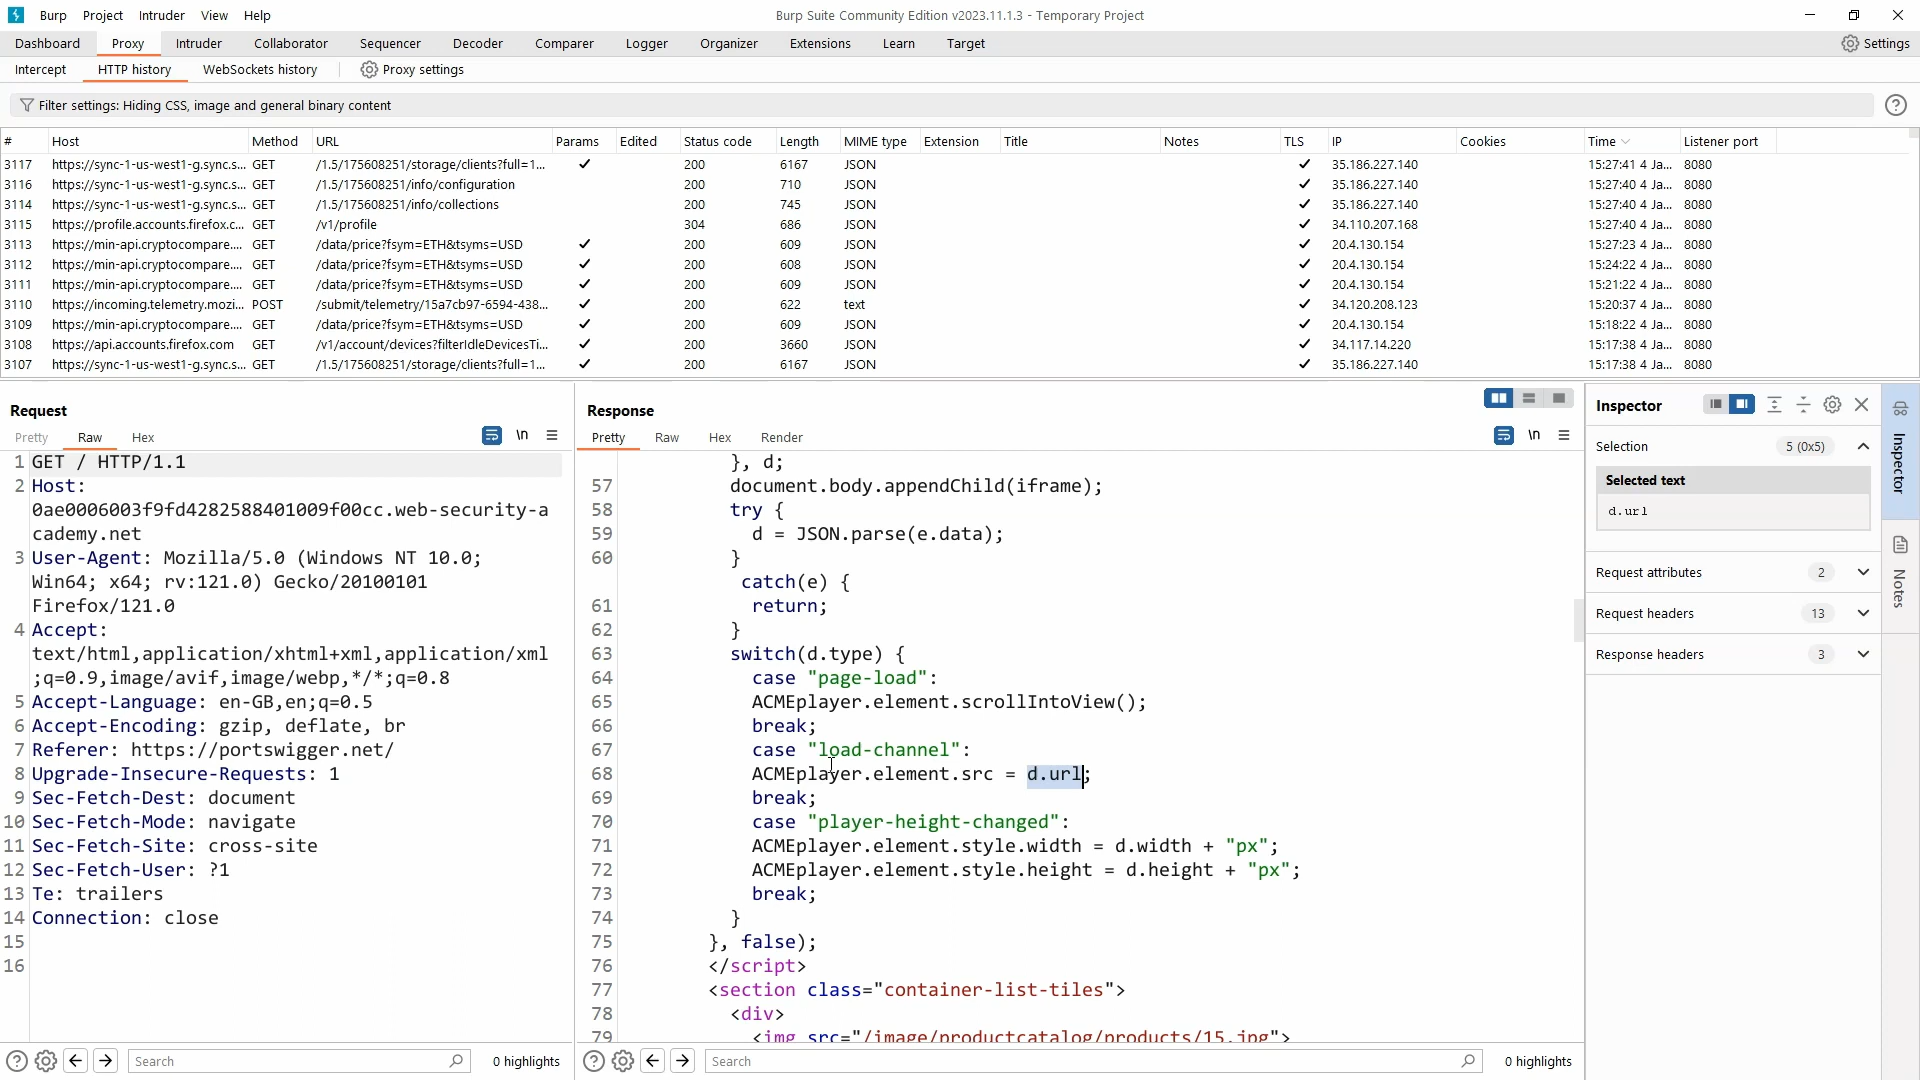 Burp Project Intruder View Help
Burp Suite Community Edition v2023.11.1.3 - Temporary Project
Dashboard Proxy Intruder Collaborator Sequencer Decoder Comparer Logger Organizer Extensions Learn Target Settings
Intercept HTTP history WebSockets history Proxy settings
Filter settings: Hiding CSS, image and general binary content
# Host Method URL Params Edited Status code Length MIME type Extension Title Notes TLS IP Cookies Time Listener port
3117 https://sync-1-us-west1-g.sync.s... GET /1.5/175608251/storage/clients?full=1... ✓ 200 6167 JSON ✓ 35.186.227.140 15:27:41 4 Ja... 8080
3116 https://sync-1-us-west1-g.sync.s... GET /1.5/175608251/info/configuration 200 710 JSON ✓ 35.186.227.140 15:27:40 4 Ja... 8080
3114 https://sync-1-us-west1-g.sync.s... GET /1.5/175608251/info/collections 200 745 JSON ✓ 35.186.227.140 15:27:40 4 Ja... 8080
3115 https://profile.accounts.firefox.c... GET /v1/profile 304 686 JSON ✓ 34.110.207.168 15:27:40 4 Ja... 8080
3113 https://min-api.cryptocompare.... GET /data/price?fsym=ETH&tsyms=USD ✓ 200 609 JSON ✓ 20.4.130.154 15:27:23 4 Ja... 8080
3112 https://min-api.cryptocompare.... GET /data/price?fsym=ETH&tsyms=USD ✓ 200 608 JSON ✓ 20.4.130.154 15:24:22 4 Ja... 8080
3111 https://min-api.cryptocompare.... GET /data/price?fsym=ETH&tsyms=USD ✓ 200 609 JSON ✓ 20.4.130.154 15:21:22 4 Ja... 8080
3110 https://incoming.telemetry.mozi... POST /submit/telemetry/15a7cb97-6594-438... ✓ 200 622 text ✓ 34.120.208.123 15:20:37 4 Ja... 8080
3109 https://min-api.cryptocompare.... GET /data/price?fsym=ETH&tsyms=USD ✓ 200 609 JSON ✓ 20.4.130.154 15:18:22 4 Ja... 8080
3108 https://api.accounts.firefox.com GET /v1/account/devices?filterIdleDevicesTi... ✓ 200 3660 JSON ✓ 34.117.14.220 15:17:38 4 Ja... 8080
3107 https://sync-1-us-west1-g.sync.s... GET /1.5/175608251/storage/clients?full=1... ✓ 200 6167 JSON ✓ 35.186.227.140 15:17:38 4 Ja... 8080
Request
Pretty Raw Hex \n
1 GET / HTTP/1.1
2 Host:
0ae0006003f9fd4282588401009f00cc.web-security-a
cademy.net
3 User-Agent: Mozilla/5.0 (Windows NT 10.0;
Win64; x64; rv:121.0) Gecko/20100101
Firefox/121.0
4 Accept:
text/html,application/xhtml+xml,application/xml
;q=0.9,image/avif,image/webp,*/*;q=0.8
5 Accept-Language: en-GB,en;q=0.5
6 Accept-Encoding: gzip, deflate, br
7 Referer: https://portswigger.net/
8 Upgrade-Insecure-Requests: 1
9 Sec-Fetch-Dest: document
10 Sec-Fetch-Mode: navigate
11 Sec-Fetch-Site: cross-site
12 Sec-Fetch-User: ?1
13 Te: trailers
14 Connection: close
15
16
Search 0 highlights
Response
Pretty Raw Hex Render \n
}, d;
57 document.body.appendChild(iframe);
58 try {
59 d = JSON.parse(e.data);
60 }
catch(e) {
61 return;
62 }
63 switch(d.type) {
64 case "page-load":
65 ACMEplayer.element.scrollIntoView();
66 break;
67 case "load-channel":
68 ACMEplayer.element.src = d.url;
69 break;
70 case "player-height-changed":
71 ACMEplayer.element.style.width = d.width + "px";
72 ACMEplayer.element.style.height = d.height + "px";
73 break;
74 }
75 }, false);
76 </script>
77 <section class="container-list-tiles">
78 <div>
79 <img src="/image/productcatalog/products/15.jpg">
Search 0 highlights
Inspector
Selection 5 (0x5)
Selected text
d.url
Request attributes 2
Request headers 13
Response headers 3
Inspector
Notes